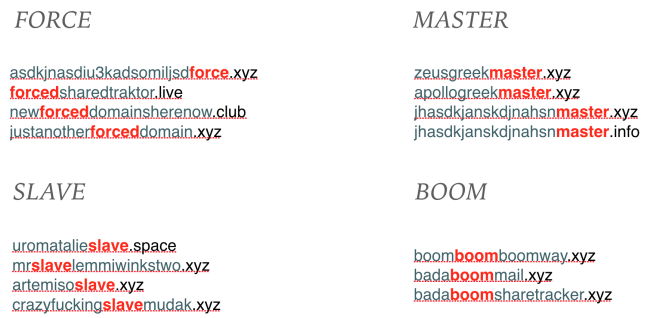 FORCE
asdkjnasdiu3kadsomiljsdforce.xyz
forcedsharedtraktor.live
newforceddomainsherenow.club
justanotherforceddomain.xyz
MASTER
zeusgreekmaster.xyz
apollogreekmaster.xyz
jhasdkjanskdjnahsnmaster.xyz
jhasdkjanskdjnahsnmaster.info
SLAVE
uromatalieslave.space
mrslavelemmiwinkstwo.xyz
artemisoslave.xyz
crazyfuckingslavemudak.xyz
BOOM
boomboomboomway.xyz
badaboommail.xyz
badaboomsharetracker.xyz